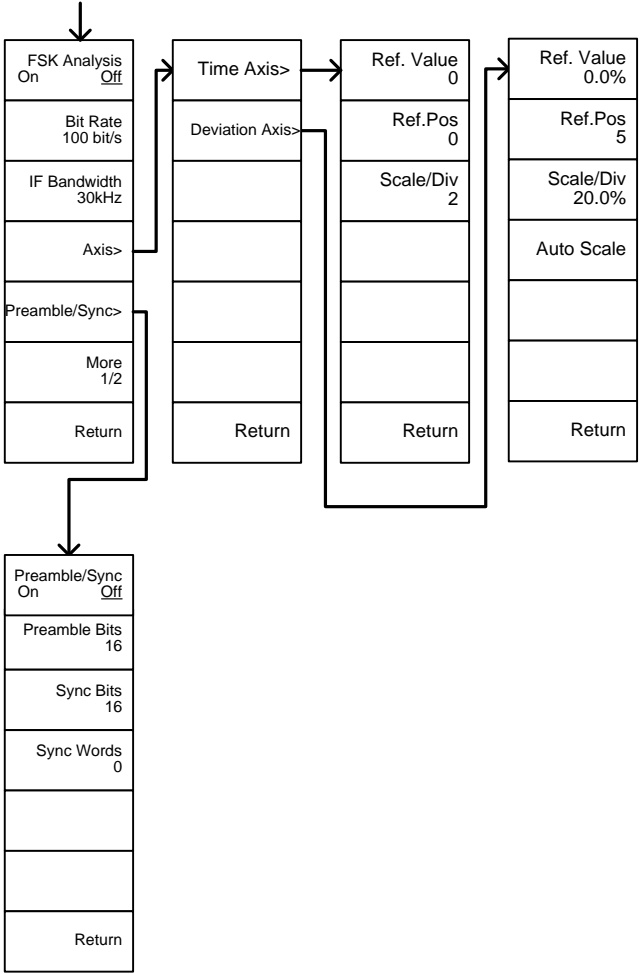 FSK Analysis
On Off
Bit Rate
100 bit/s
IF Bandwidth
30kHz
Axis>
Preamble/Sync>
More
1/2
Return
Time Axis>
Deviation Axis>
Return
Ref. Value
0
Ref.Pos
0
Scale/Div
2
Return
Ref. Value
0.0%
Ref.Pos
5
Scale/Div
20.0%
Auto Scale
Return
Preamble/Sync
On Off
Preamble Bits
16
Sync Bits
16
Sync Words
0
Return